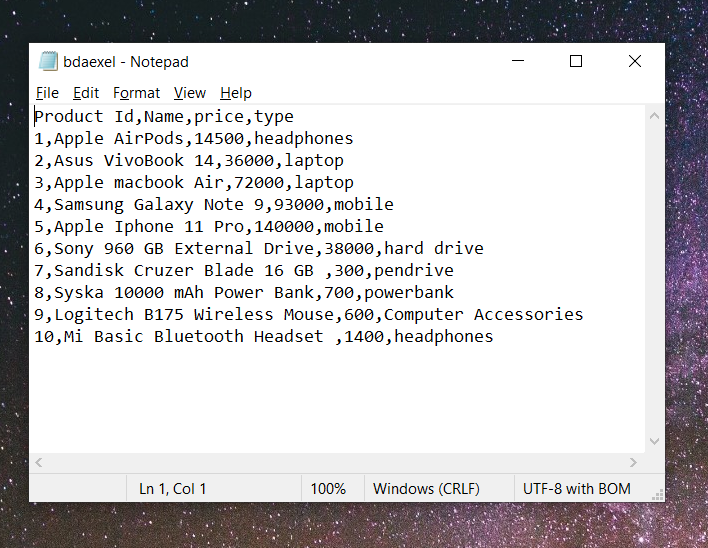 bdaexel - Notepad
File Edit Format View Help
Product Id,Name,price,type
1,Apple AirPods,14500,headphones
2,Asus VivoBook 14,36000,laptop
3,Apple macbook Air,72000,laptop
4,Samsung Galaxy Note 9,93000,mobile
5,Apple Iphone 11 Pro,140000,mobile
6,Sony 960 GB External Drive,38000,hard drive
7,Sandisk Cruzer Blade 16 GB ,300,pendrive
8,Syska 10000 mAh Power Bank,700,powerbank
9,Logitech B175 Wireless Mouse,600,Computer Accessories
10,Mi Basic Bluetooth Headset ,1400,headphones
Ln 1, Col 1 100% Windows (CRLF) UTF-8 with BOM